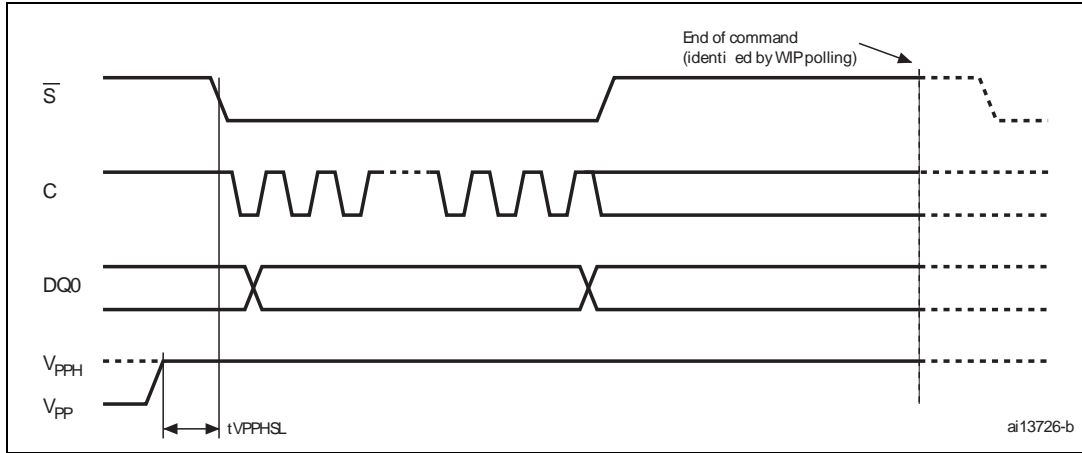 End of command
(identi ed by WIP polling)
S
C
DQ0
VPPH
VPP
tVPPHSL
ai13726-b